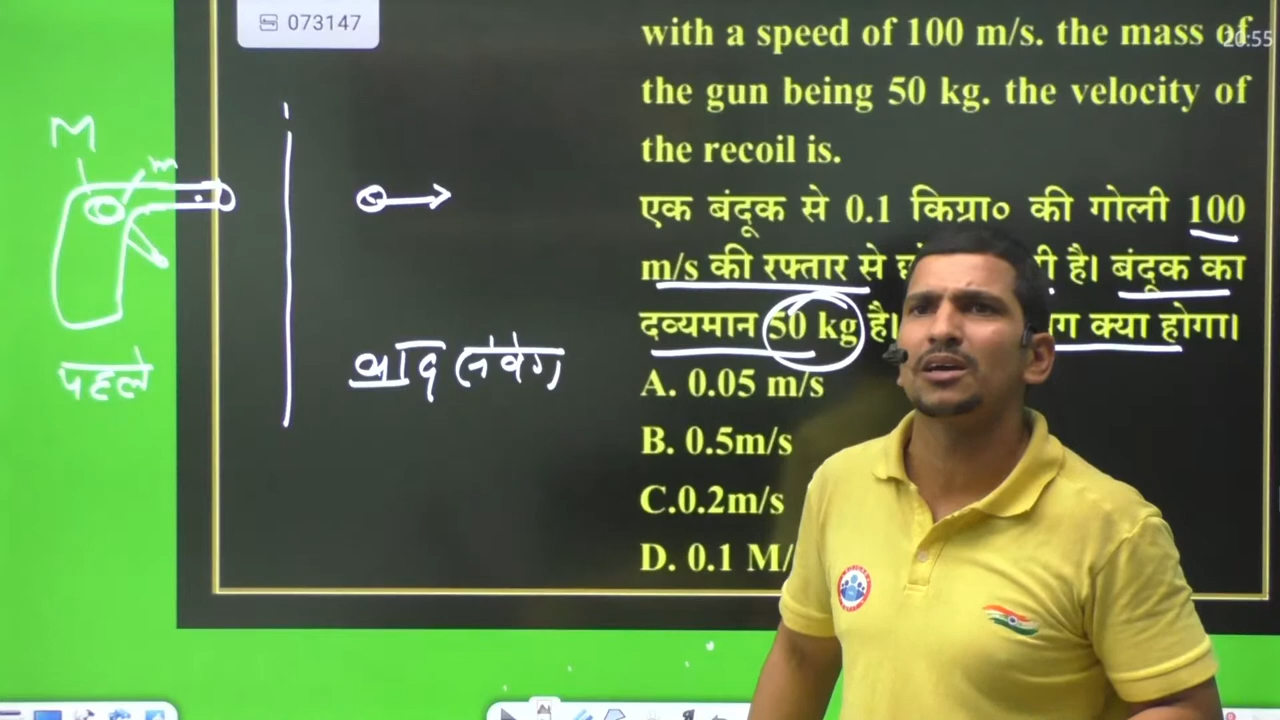 073147
20:55
with a speed of 100 m/s. the mass of
the gun being 50 kg. the velocity of
the recoil is.
एक बंदूक से 0.1 किग्रा० की गोली 100
m/s की रफ्तार से है। बंदूक का
दव्यमान 50 kg है। क्या होगा।
A. 0.05 m/s
B. 0.5m/s
C.0.2m/s
D. 0.1 M/
M
m
पहले
बाद संवेग